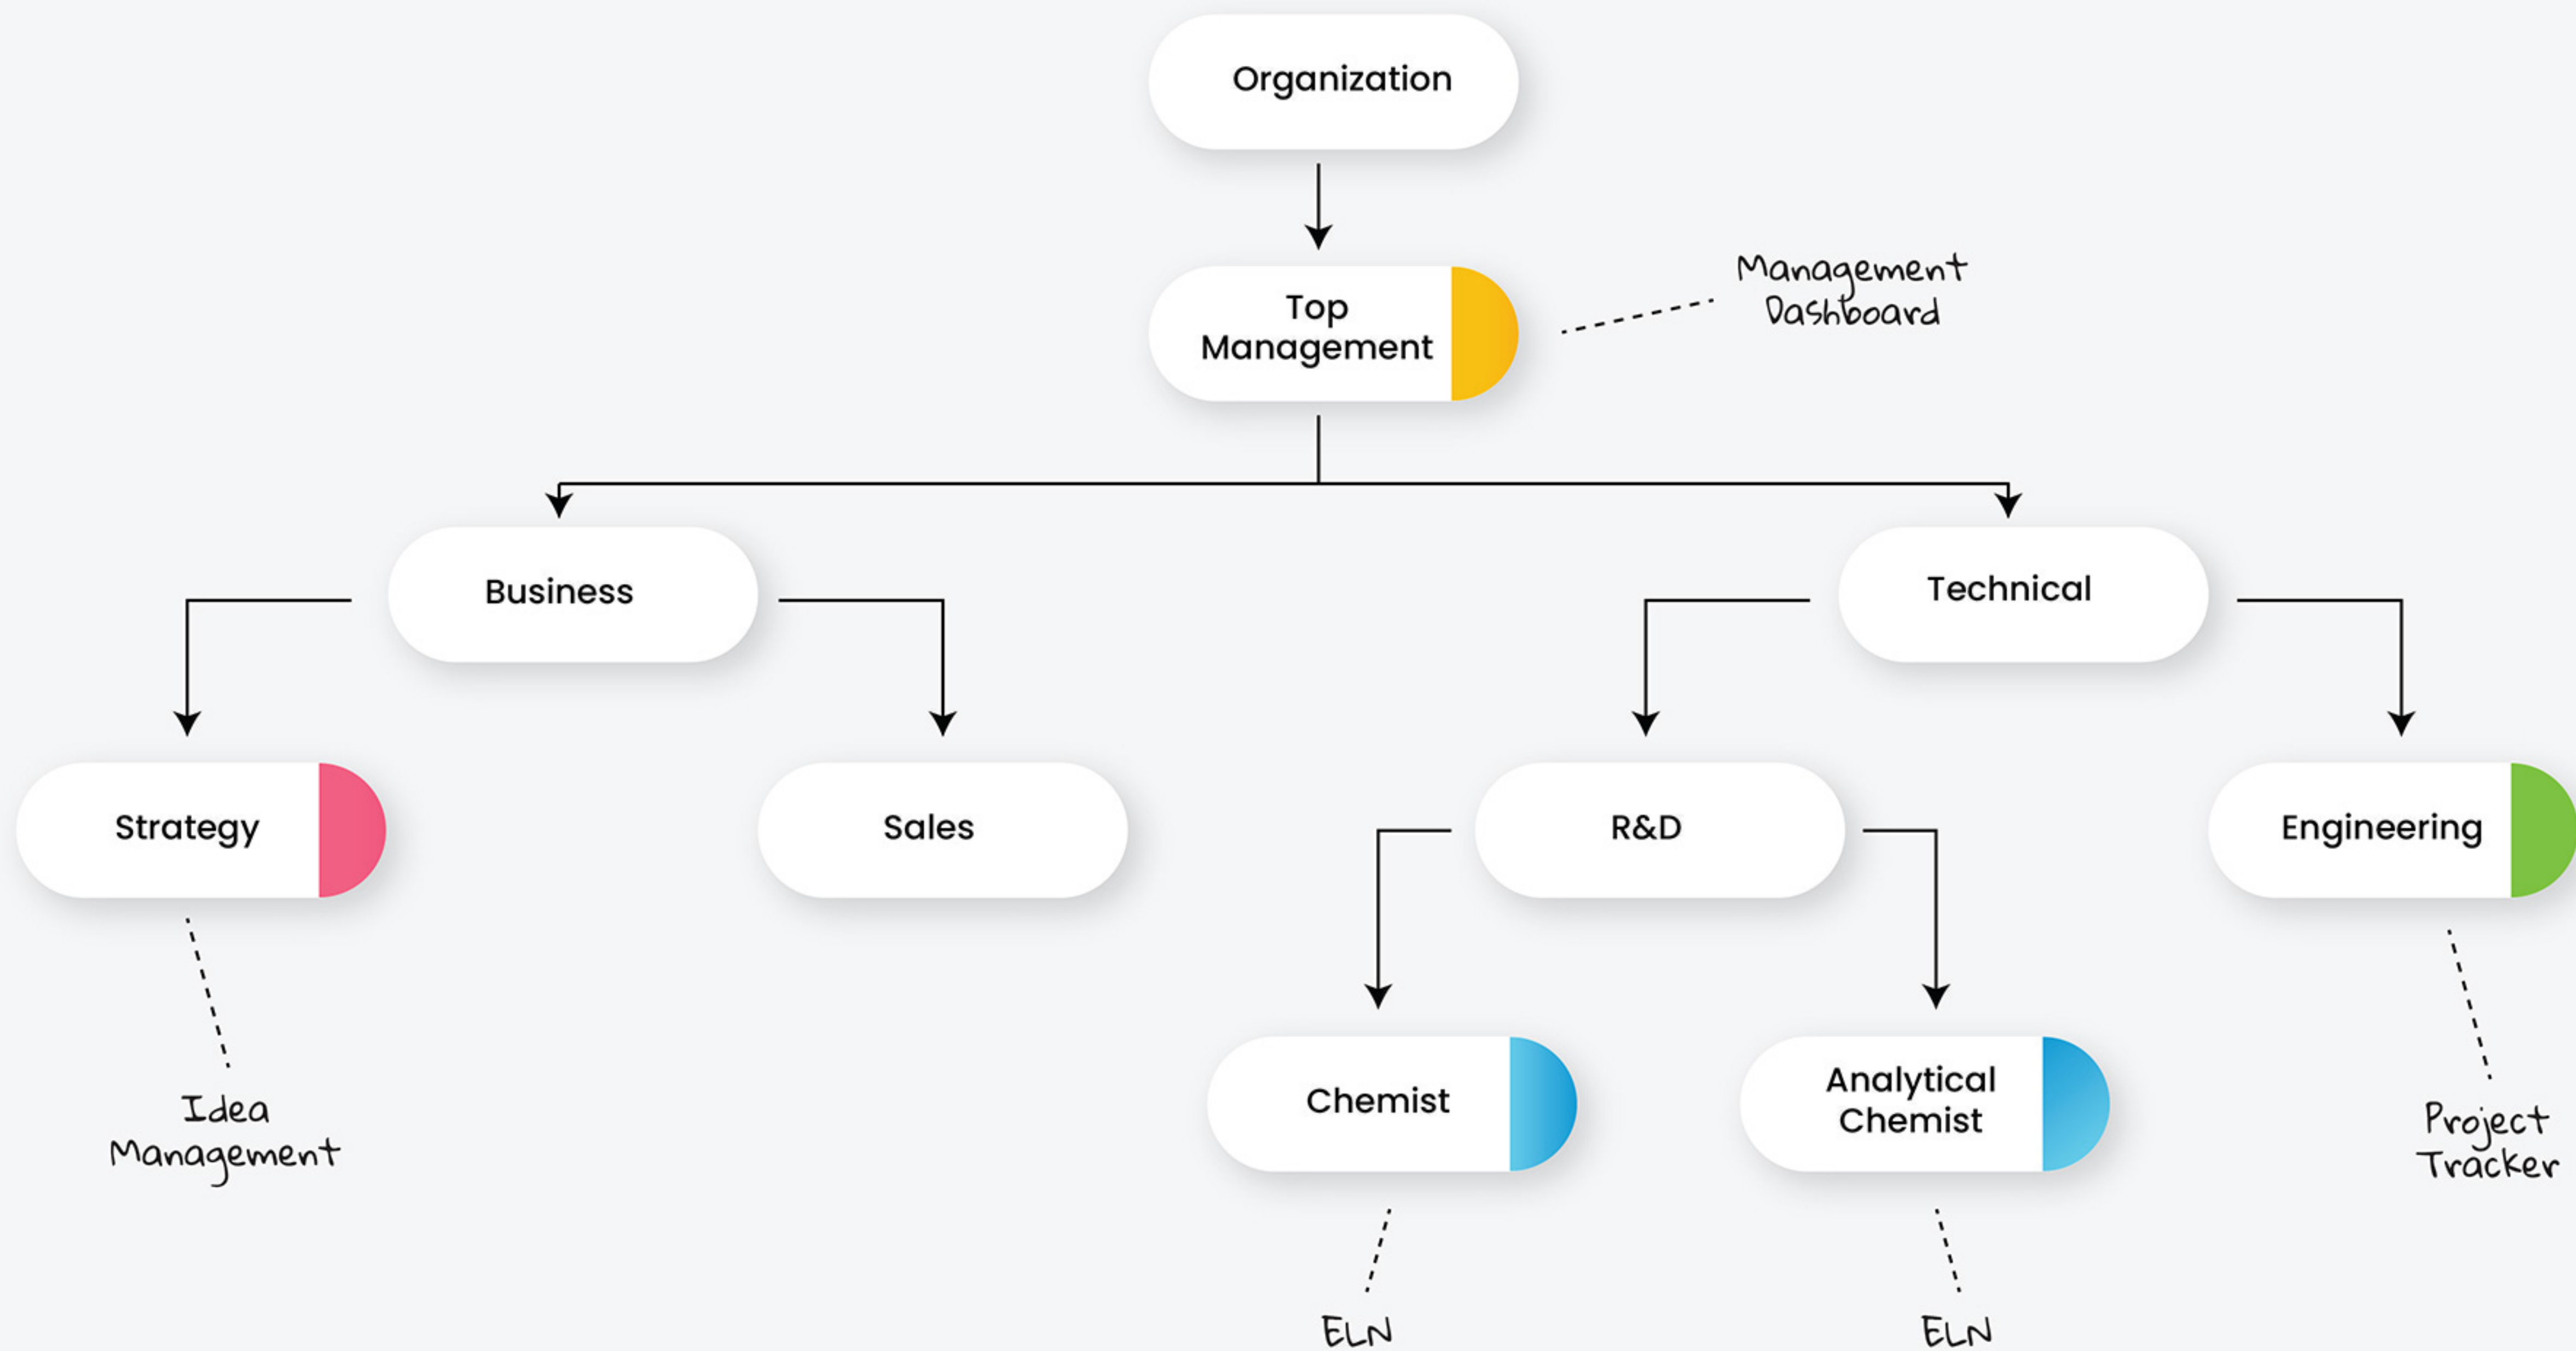 Organization
Top
Management
Management
Dashboard
Business
Technical
Strategy
Sales
R&D
Engineering
Idea
Management
Chemist
Analytical
Chemist
Project
Tracker
ELN
ELN